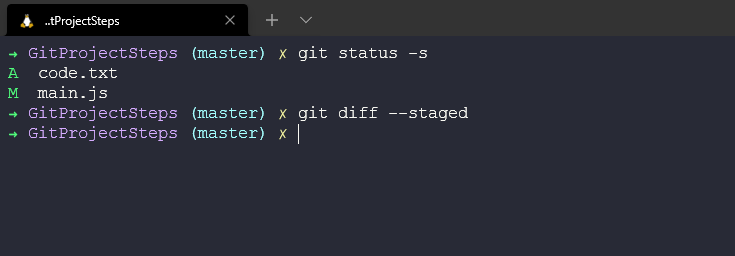 ..tProjectSteps
→ GitProjectSteps (master) ✗ git status -s
A  code.txt
M  main.js
→ GitProjectSteps (master) ✗ git diff --staged
→ GitProjectSteps (master) ✗